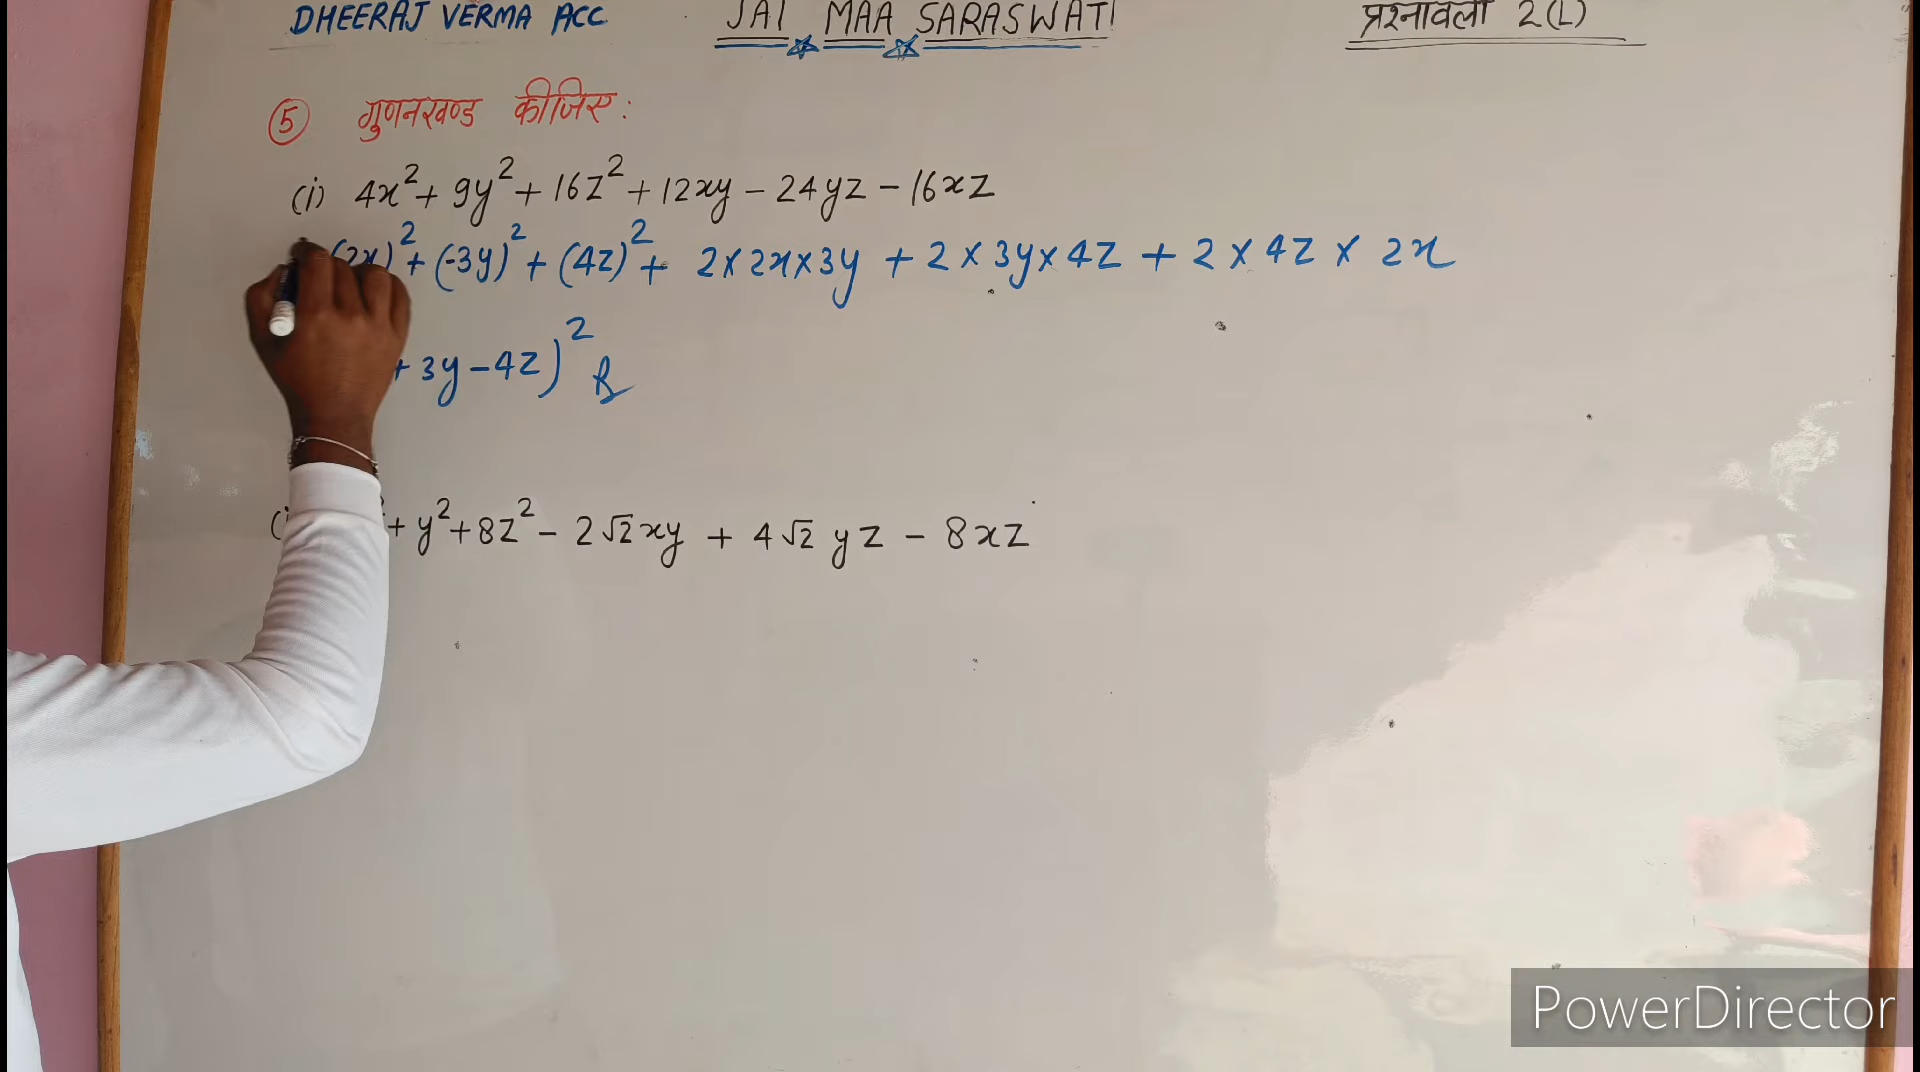 DHEERAJ VERMA ACC JAI MAA SARASWATI प्रश्नावली 2(L)
⑤ गुणनखण्ड कीजिए:
(i) 4x² + 9y² + 16z² + 12xy - 24yz - 16xz
(2x)² + (-3y)² + (4z)² + 2×2x×3y + 2×3y×4z + 2×4z×2x
+ 3y - 4z)²
+ y² + 8z² - 2√2xy + 4√2 yz - 8xz
PowerDirector